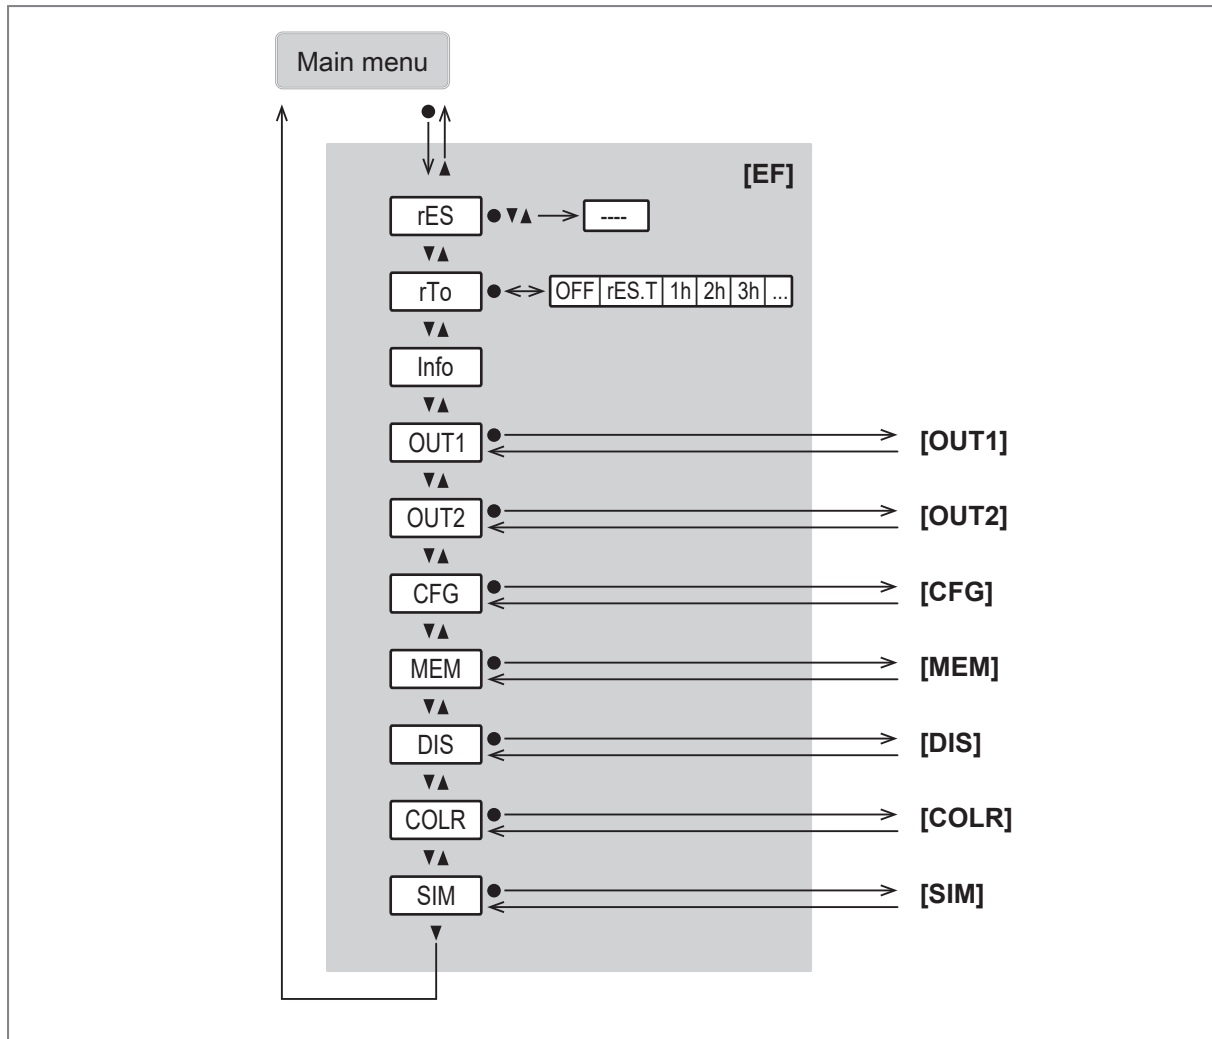 Main menu
[EF]
rES ----
rTo OFF rES.T 1h 2h 3h ...
Info
OUT1 [OUT1]
OUT2 [OUT2]
CFG [CFG]
MEM [MEM]
DIS [DIS]
COLR [COLR]
SIM [SIM]